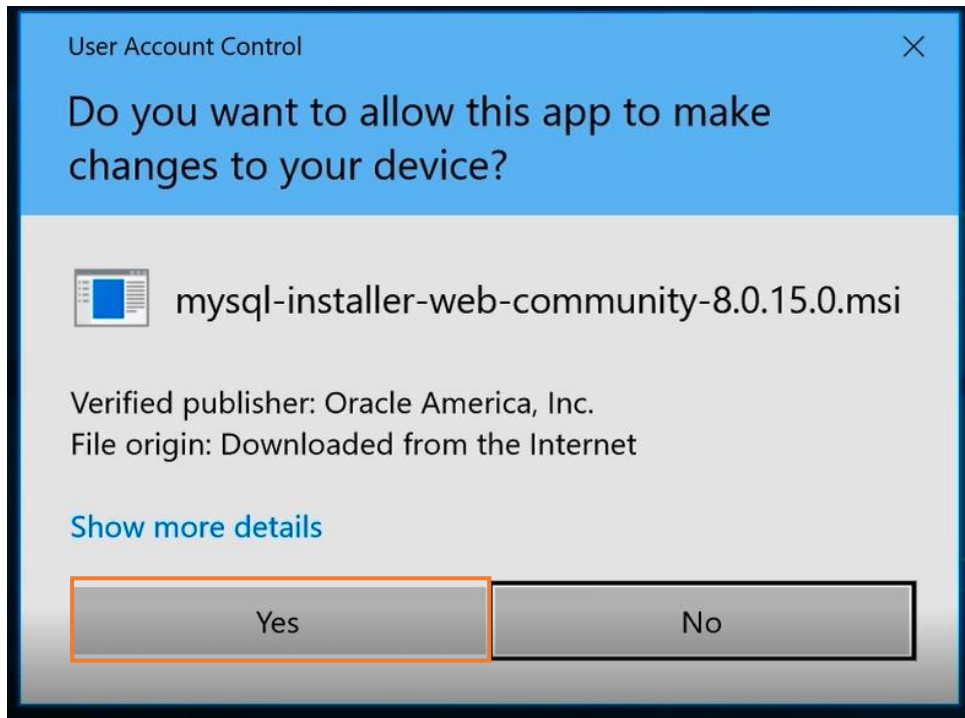 User Account Control
Do you want to allow this app to make
changes to your device?
mysql-installer-web-community-8.0.15.0.msi
Verified publisher: Oracle America, Inc.
File origin: Downloaded from the Internet
Show more details
Yes
No